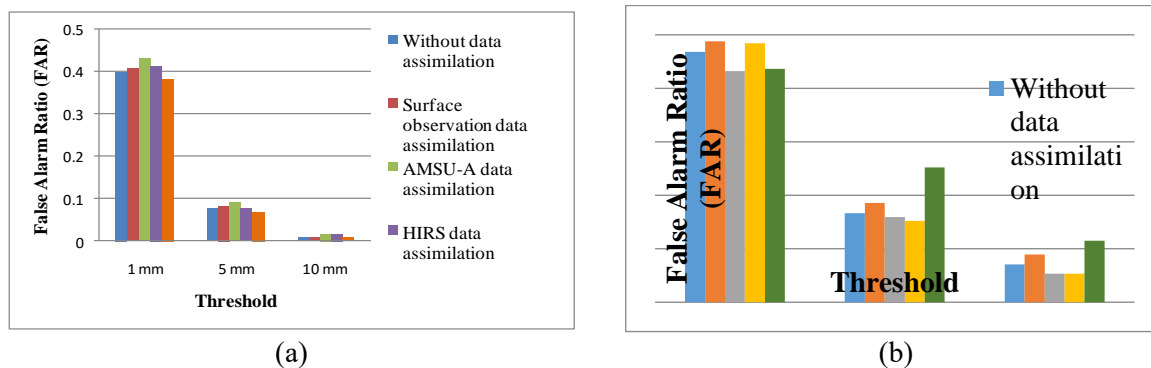 0.5
0.4
0.3
0.2
0.1
0
False Alarm Ratio (FAR)
1 mm
5 mm
10 mm
Threshold
Without data
assimilation
Surface
observation data
assimilation
AMSU-A data
assimilation
HIRS data
assimilation
(a)
False Alarm Ratio
(FAR)
Threshold
Without
data
assimilati
on
(b)